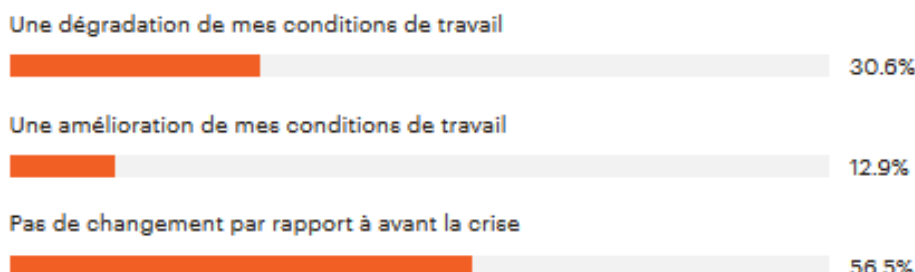 Une dégradation de mes conditions de travail
30.6%
Une amélioration de mes conditions de travail
12.9%
Pas de changement par rapport à avant la crise
56.5%